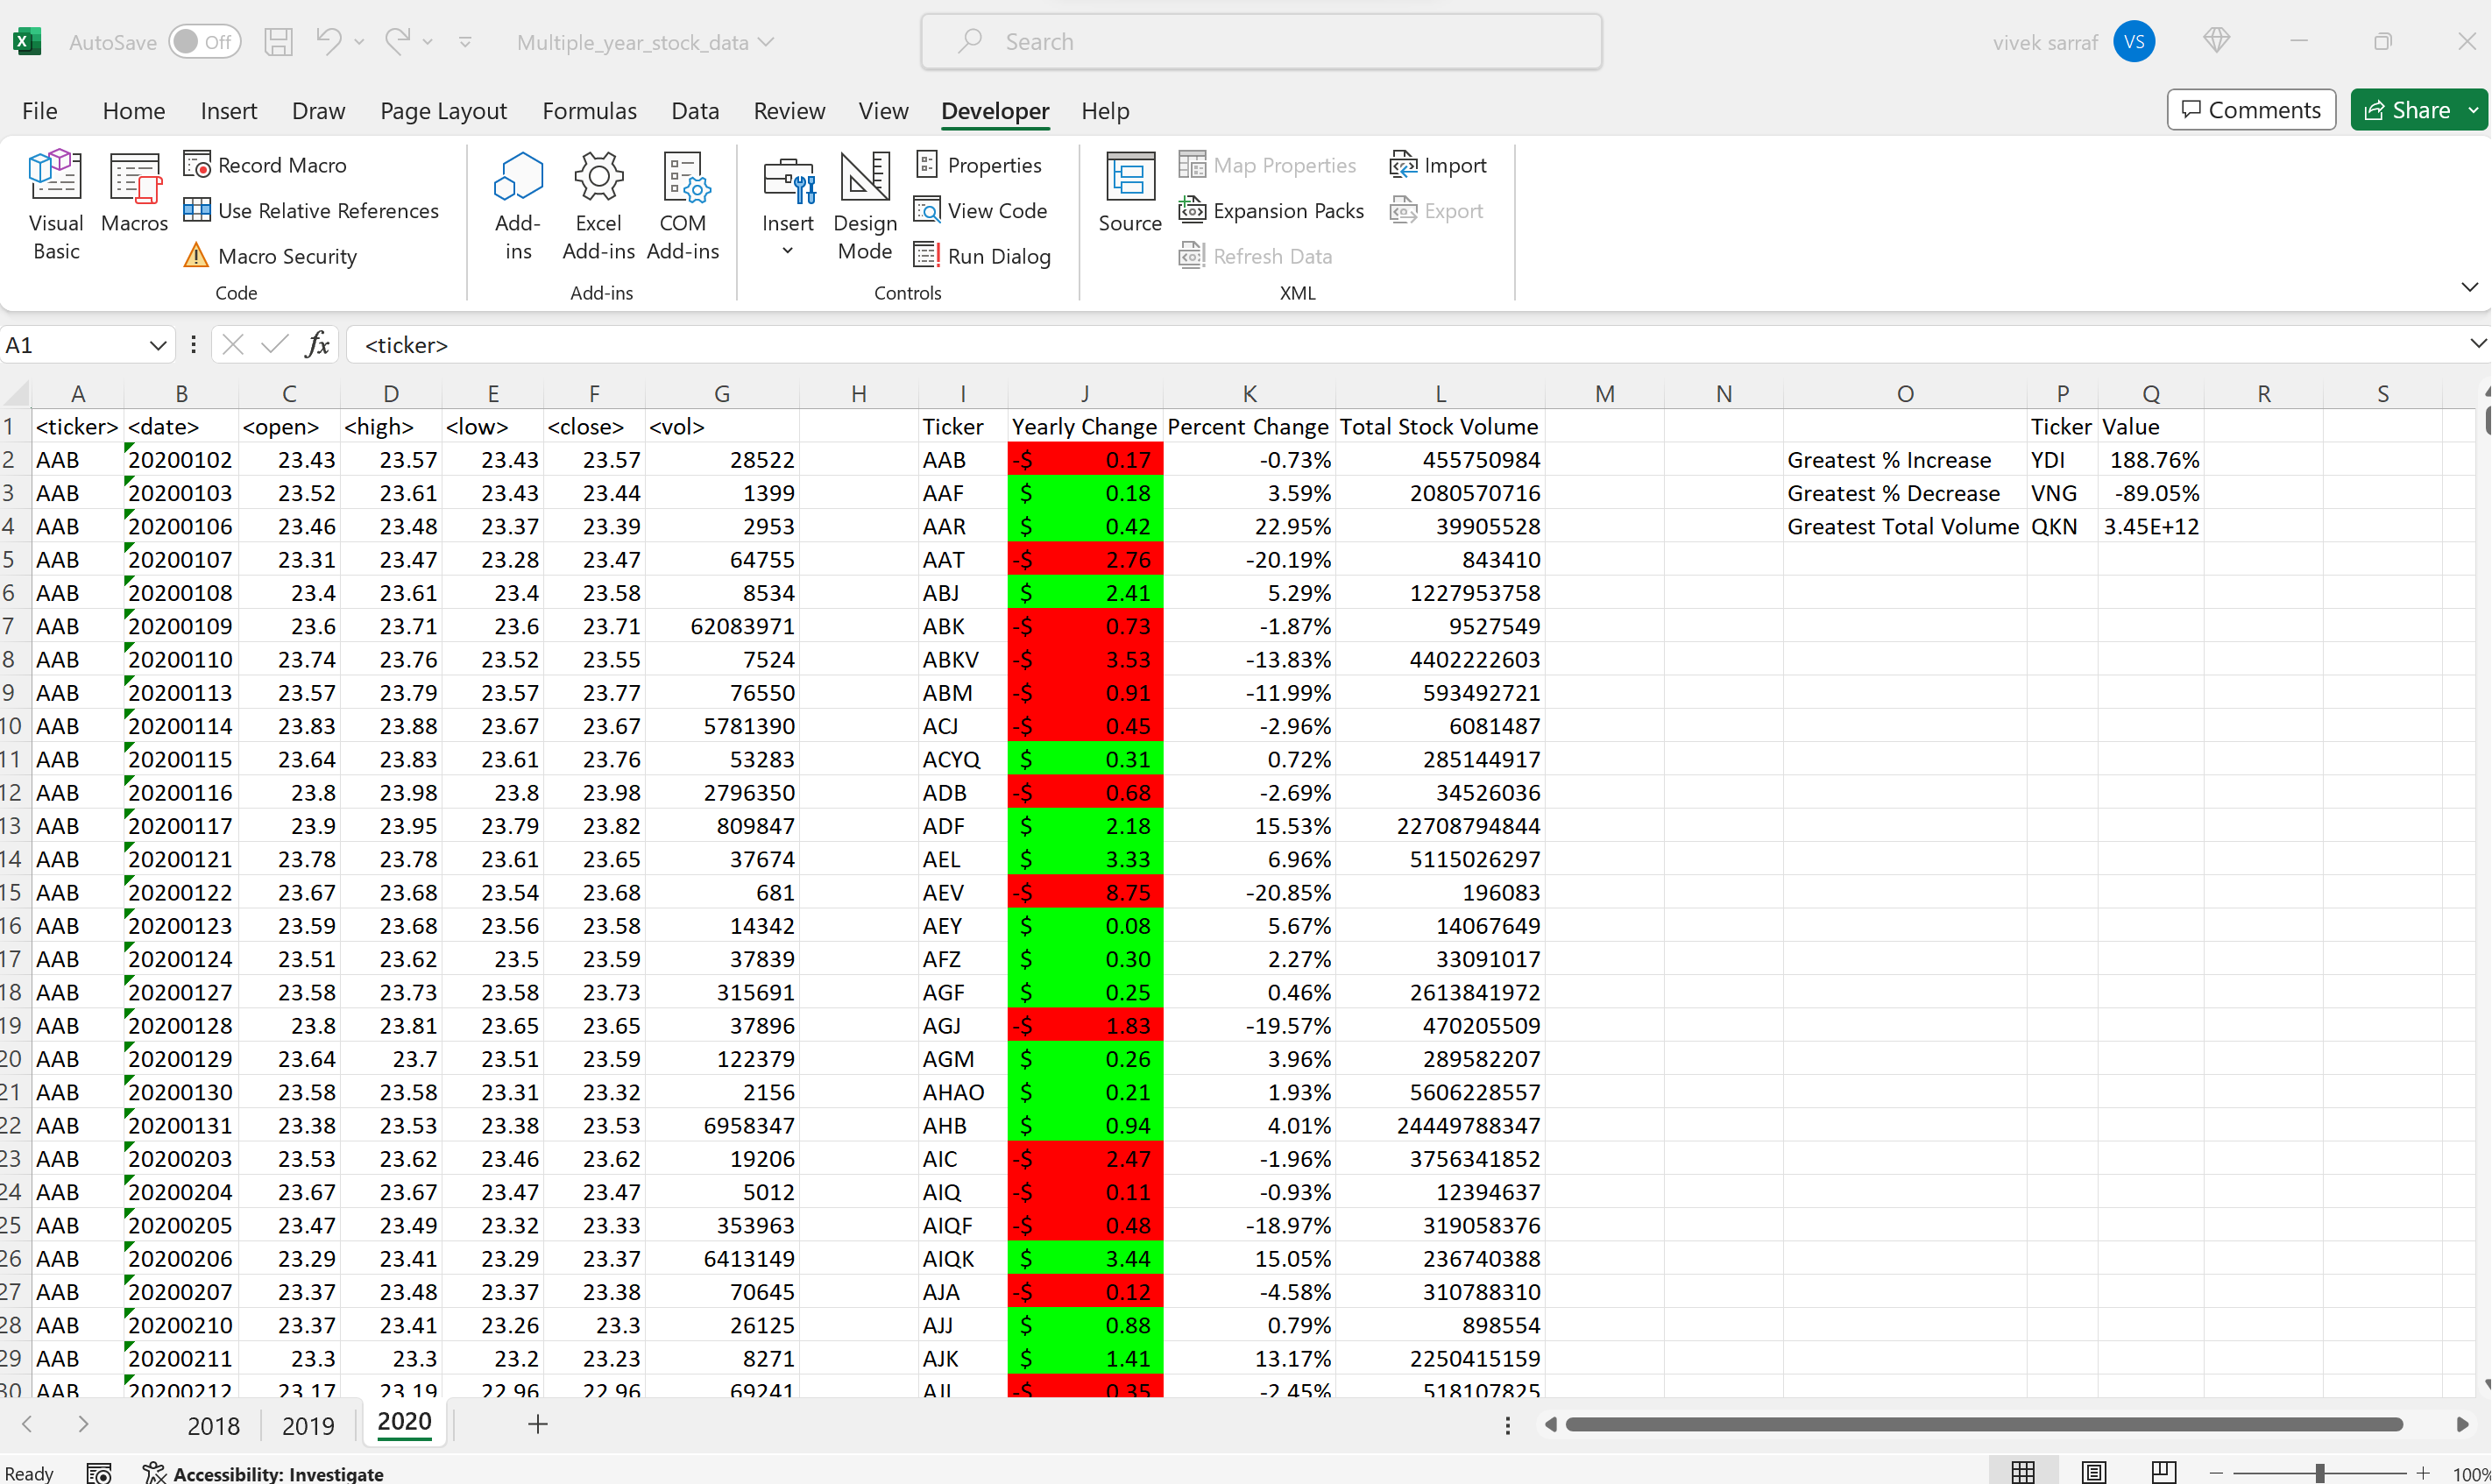 AutoSave Off Multiple_year_stock_data Search vivek sarraf VS
File Home Insert Draw Page Layout Formulas Data Review View Developer Help Comments Share
Visual Basic Macros Record Macro Use Relative References Macro Security
Code
Add-ins Excel Add-ins COM Add-ins
Add-ins
Insert Design Mode Properties View Code Run Dialog
Controls
Source Map Properties Expansion Packs Refresh Data Import Export
XML
A1 fx <ticker>
A B C D E F G H I J K L M N O P Q R S
1 <ticker> <date> <open> <high> <low> <close> <vol> Ticker Yearly Change Percent Change Total Stock Volume Ticker Value
2 AAB 20200102 23.43 23.57 23.43 23.57 28522 AAB -$ 0.17 -0.73% 455750984 Greatest % Increase YDI 188.76%
3 AAB 20200103 23.52 23.61 23.43 23.44 1399 AAF $ 0.18 3.59% 2080570716 Greatest % Decrease VNG -89.05%
4 AAB 20200106 23.46 23.48 23.37 23.39 2953 AAR $ 0.42 22.95% 39905528 Greatest Total Volume QKN 3.45E+12
5 AAB 20200107 23.31 23.47 23.28 23.47 64755 AAT -$ 2.76 -20.19% 843410
6 AAB 20200108 23.4 23.61 23.4 23.58 8534 ABJ $ 2.41 5.29% 1227953758
7 AAB 20200109 23.6 23.71 23.6 23.71 62083971 ABK -$ 0.73 -1.87% 9527549
8 AAB 20200110 23.74 23.76 23.52 23.55 7524 ABKV -$ 3.53 -13.83% 4402222603
9 AAB 20200113 23.57 23.79 23.57 23.77 76550 ABM -$ 0.91 -11.99% 593492721
10 AAB 20200114 23.83 23.88 23.67 23.67 5781390 ACJ -$ 0.45 -2.96% 6081487
11 AAB 20200115 23.64 23.83 23.61 23.76 53283 ACYQ $ 0.31 0.72% 285144917
12 AAB 20200116 23.8 23.98 23.8 23.98 2796350 ADB -$ 0.68 -2.69% 34526036
13 AAB 20200117 23.9 23.95 23.79 23.82 809847 ADF $ 2.18 15.53% 22708794844
14 AAB 20200121 23.78 23.78 23.61 23.65 37674 AEL $ 3.33 6.96% 5115026297
15 AAB 20200122 23.67 23.68 23.54 23.68 681 AEV -$ 8.75 -20.85% 196083
16 AAB 20200123 23.59 23.68 23.56 23.58 14342 AEY $ 0.08 5.67% 14067649
17 AAB 20200124 23.51 23.62 23.5 23.59 37839 AFZ $ 0.30 2.27% 33091017
18 AAB 20200127 23.58 23.73 23.58 23.73 315691 AGF $ 0.25 0.46% 2613841972
19 AAB 20200128 23.8 23.81 23.65 23.65 37896 AGJ -$ 1.83 -19.57% 470205509
20 AAB 20200129 23.64 23.7 23.51 23.59 122379 AGM $ 0.26 3.96% 289582207
21 AAB 20200130 23.58 23.58 23.31 23.32 2156 AHAO $ 0.21 1.93% 5606228557
22 AAB 20200131 23.38 23.53 23.38 23.53 6958347 AHB $ 0.94 4.01% 24449788347
23 AAB 20200203 23.53 23.62 23.46 23.62 19206 AIC -$ 2.47 -1.96% 3756341852
24 AAB 20200204 23.67 23.67 23.47 23.47 5012 AIQ -$ 0.11 -0.93% 12394637
25 AAB 20200205 23.47 23.49 23.32 23.33 353963 AIQF -$ 0.48 -18.97% 319058376
26 AAB 20200206 23.29 23.41 23.29 23.37 6413149 AIQK $ 3.44 15.05% 236740388
27 AAB 20200207 23.37 23.48 23.37 23.38 70645 AJA -$ 0.12 -4.58% 310788310
28 AAB 20200210 23.37 23.41 23.26 23.3 26125 AJJ $ 0.88 0.79% 898554
29 AAB 20200211 23.3 23.3 23.2 23.23 8271 AJK $ 1.41 13.17% 2250415159
30 AAB 20200212 23.17 23.19 22.96 22.96 69241 -$ 0.35 -2.45% 518107825
2018 2019 2020
Ready Accessibility: Investigate 100%